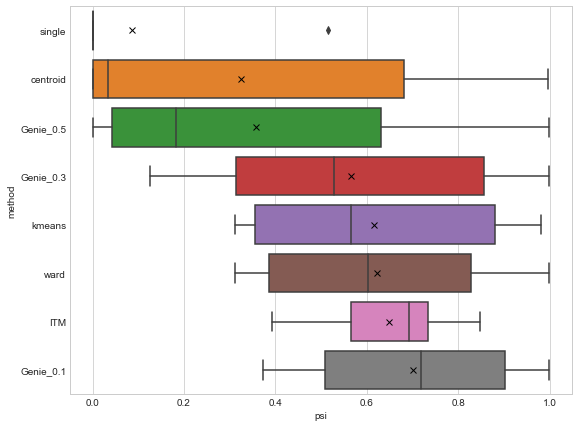 single
centroid
Genie_0.5
Genie_0.3
kmeans
ward
ITM
Genie_0.1
method
0.0 0.2 0.4 0.6 0.8 1.0
psi